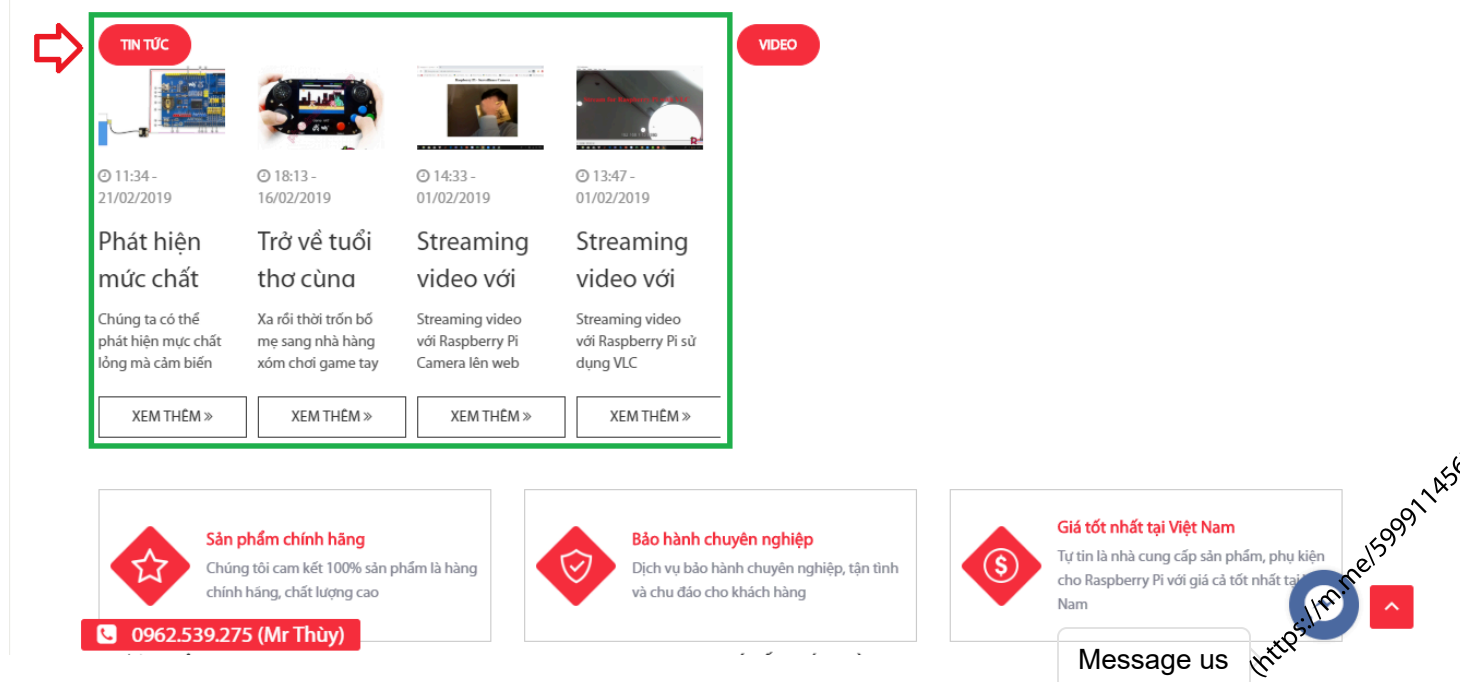 TIN TỨC
VIDEO
11:34 -
21/02/2019
18:13 -
16/02/2019
14:33 -
01/02/2019
13:47 -
01/02/2019
Phát hiện
mức chất
Trở về tuổi
thơ cùng
Streaming
video với
Streaming
video với
Chúng ta có thể
phát hiện mực chất
lỏng mà cảm biến
Xa rồi thời trốn bố
mẹ sang nhà hàng
xóm chơi game tay
Streaming video
với Raspberry Pi
Camera lên web
Streaming video
với Raspberry Pi sử
dụng VLC
XEM THÊM »
XEM THÊM »
XEM THÊM »
XEM THÊM »
Sản phẩm chính hãng
Chúng tôi cam kết 100% sản phẩm là hàng
chính hãng, chất lượng cao
Bảo hành chuyên nghiệp
Dịch vụ bảo hành chuyên nghiệp, tận tình
và chu đáo cho khách hàng
Giá tốt nhất tại Việt Nam
Tự tin là nhà cung cấp sản phẩm, phụ kiện
cho Raspberry Pi với giá cả tốt nhất tại
Nam
0962.539.275 (Mr Thùy)
Message us
(https://m.me/599911456